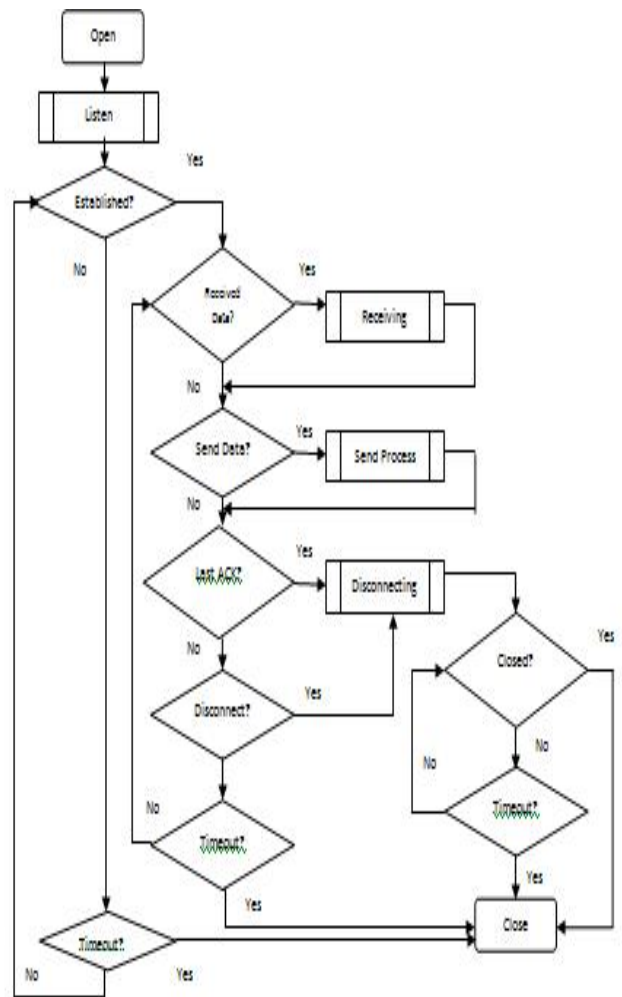 Open
Listen
Yes
Established?
No
Received
Data?
Yes
Receiving
No
Send Data?
Yes
Send Process
No
Last ACK?
Yes
Disconnecting
No
Closed?
Yes
Disconnect?
Yes
No
No
Timeout?
No
Timeout?
Yes
Yes
Close
Timeout?
No
Yes